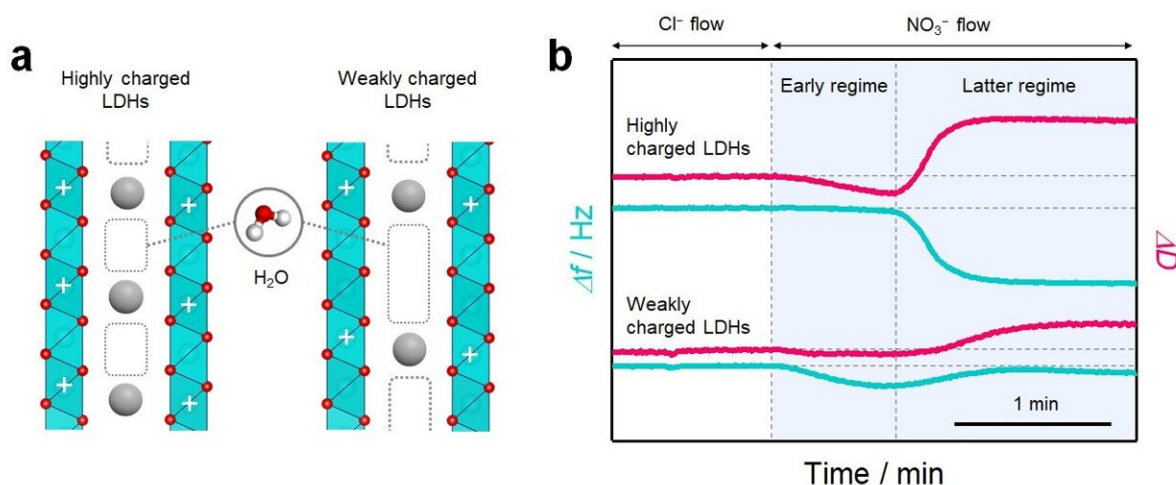 a
Highly charged
LDHs
Weakly charged
LDHs
+
+
+
+
+
+
+
+
+
+
H₂O
b
Cl⁻ flow
NO₃⁻ flow
Early regime
Latter regime
Highly
charged LDHs
Weakly
charged LDHs
1 min
Δf / Hz
ΔD
Time / min